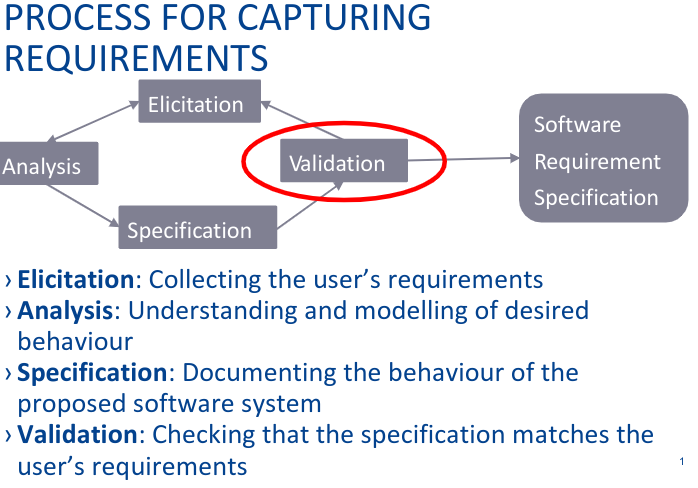 PROCESS FOR CAPTURING
REQUIREMENTS
Elicitation
Analysis
Validation
Specification
Software
Requirement
Specification
› Elicitation: Collecting the user’s requirements
› Analysis: Understanding and modelling of desired
behaviour
› Specification: Documenting the behaviour of the
proposed software system
› Validation: Checking that the specification matches the
user’s requirements
1